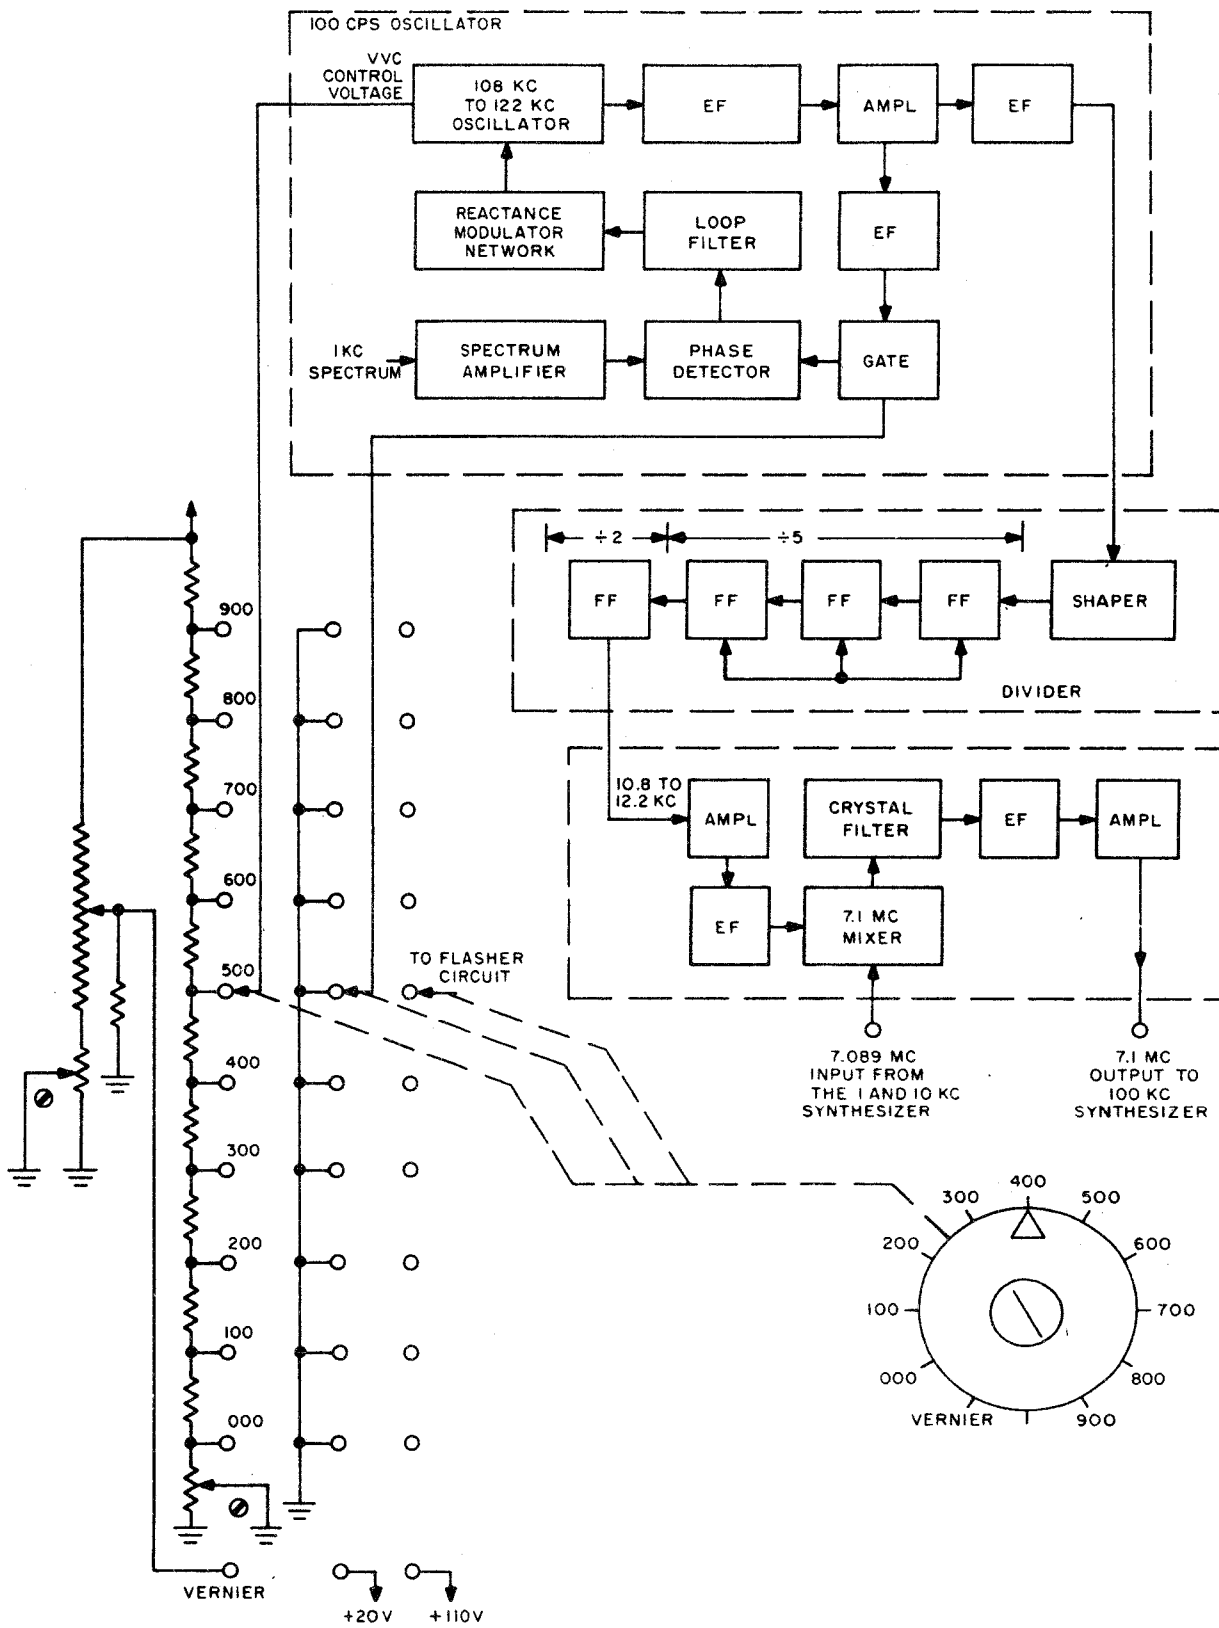 100 CPS OSCILLATOR
VVC
CONTROL
VOLTAGE
108 KC
TO 122 KC
OSCILLATOR
EF
AMPL
EF
REACTANCE
MODULATOR
NETWORK
LOOP
FILTER
EF
1KC
SPECTRUM
SPECTRUM
AMPLIFIER
PHASE
DETECTOR
GATE
÷2
÷5
FF
FF
FF
FF
SHAPER
DIVIDER
900
800
700
600
500
400
300
200
100
000
VERNIER
+20V
+110V
TO FLASHER
CIRCUIT
10.8 TO
12.2 KC
AMPL
CRYSTAL
FILTER
EF
AMPL
EF
7.1 MC
MIXER
7.089 MC
INPUT FROM
THE 1 AND 10 KC
SYNTHESIZER
7.1 MC
OUTPUT TO
100 KC
SYNTHESIZER
400
300
500
200
600
100
700
000
800
VERNIER
900